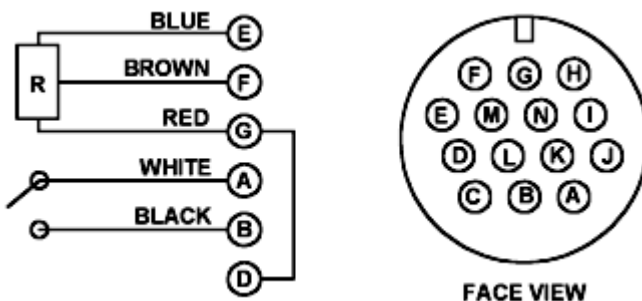 BLUE E
BROWN F
R
RED G
WHITE A
BLACK B
D
F G H
E M N I
D L K J
C B A
FACE VIEW